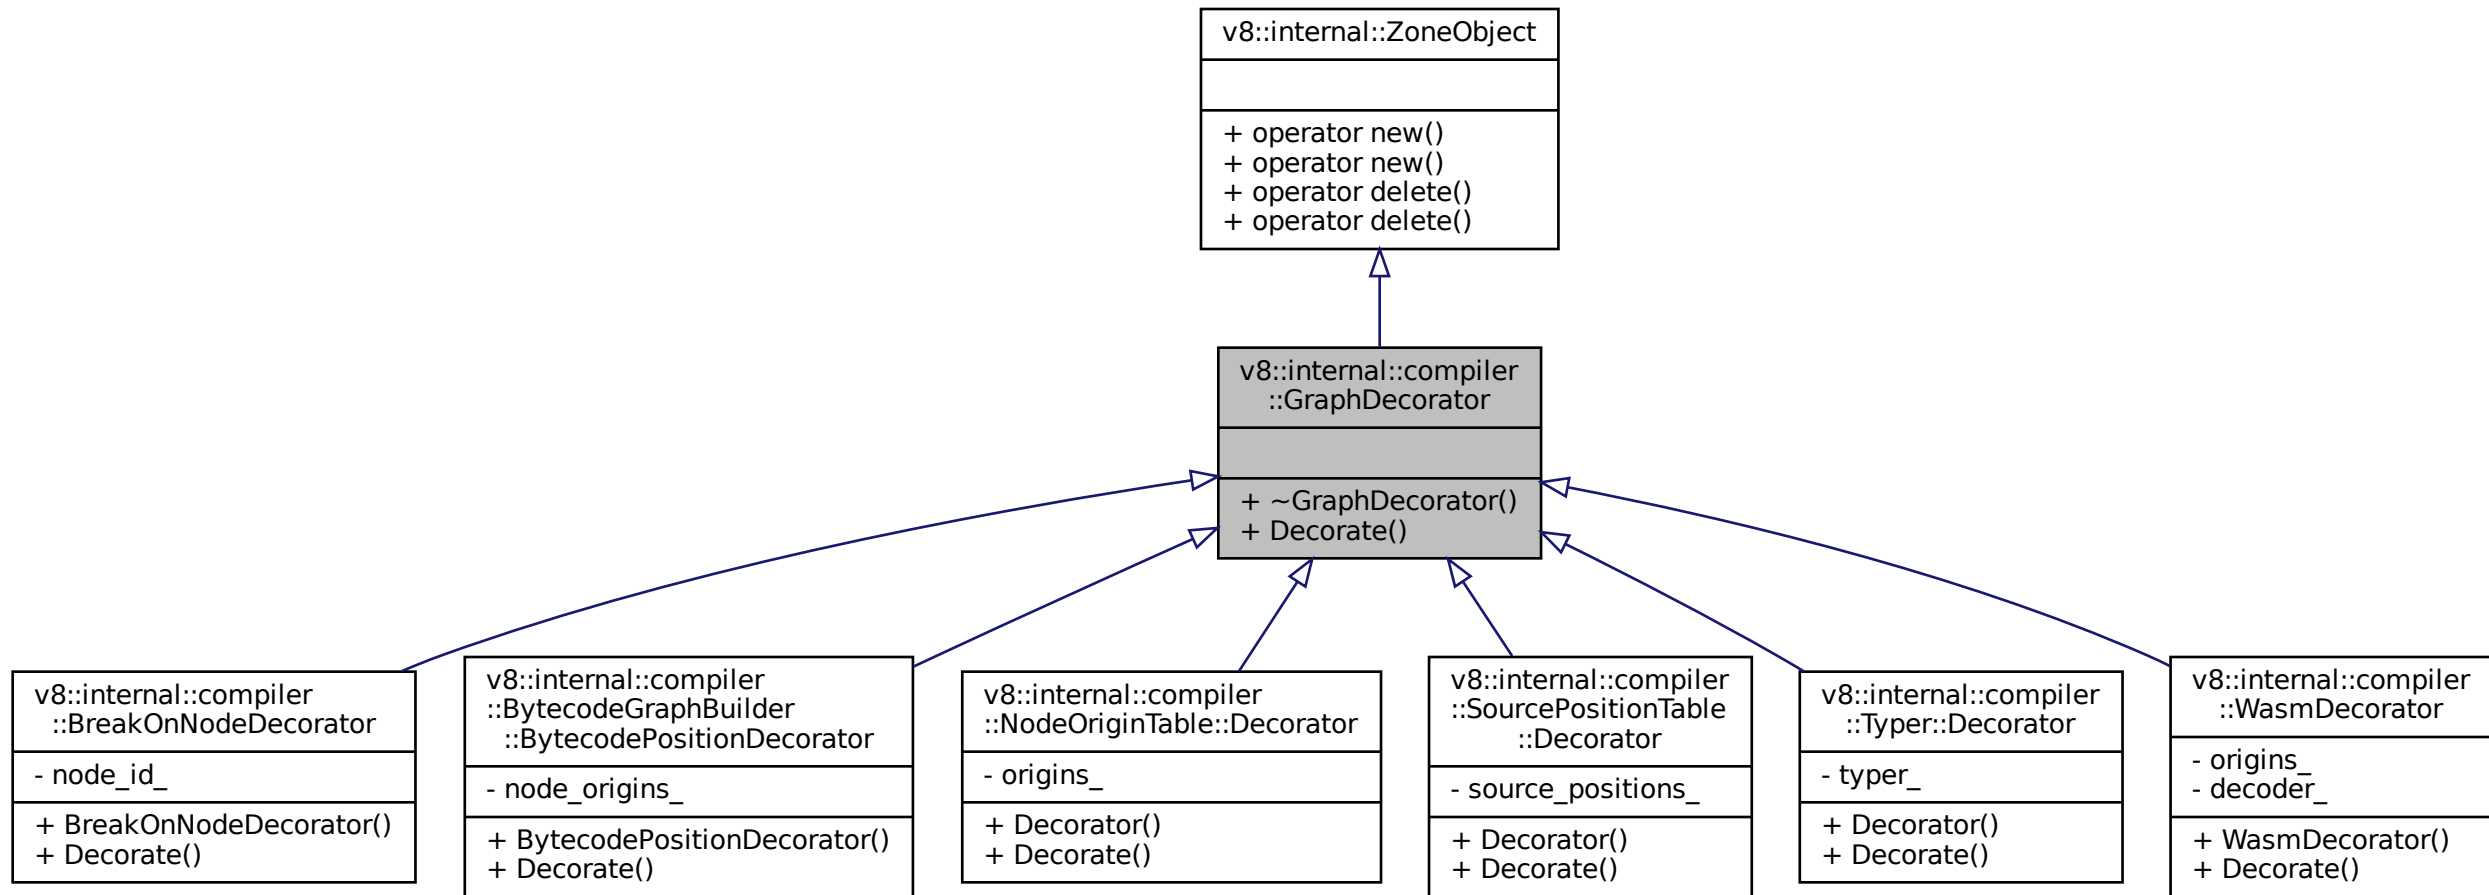 v8::internal::ZoneObject
+ operator new()
+ operator new()
+ operator delete()
+ operator delete()
v8::internal::compiler
::GraphDecorator
+ ~GraphDecorator()
+ Decorate()
v8::internal::compiler
::BreakOnNodeDecorator
- node_id_
+ BreakOnNodeDecorator()
+ Decorate()
v8::internal::compiler
::BytecodeGraphBuilder
::BytecodePositionDecorator
- node_origins_
+ BytecodePositionDecorator()
+ Decorate()
v8::internal::compiler
::NodeOriginTable::Decorator
- origins_
+ Decorator()
+ Decorate()
v8::internal::compiler
::SourcePositionTable
::Decorator
- source_positions_
+ Decorator()
+ Decorate()
v8::internal::compiler
::Typer::Decorator
- typer_
+ Decorator()
+ Decorate()
v8::internal::compiler
::WasmDecorator
- origins_
- decoder_
+ WasmDecorator()
+ Decorate()